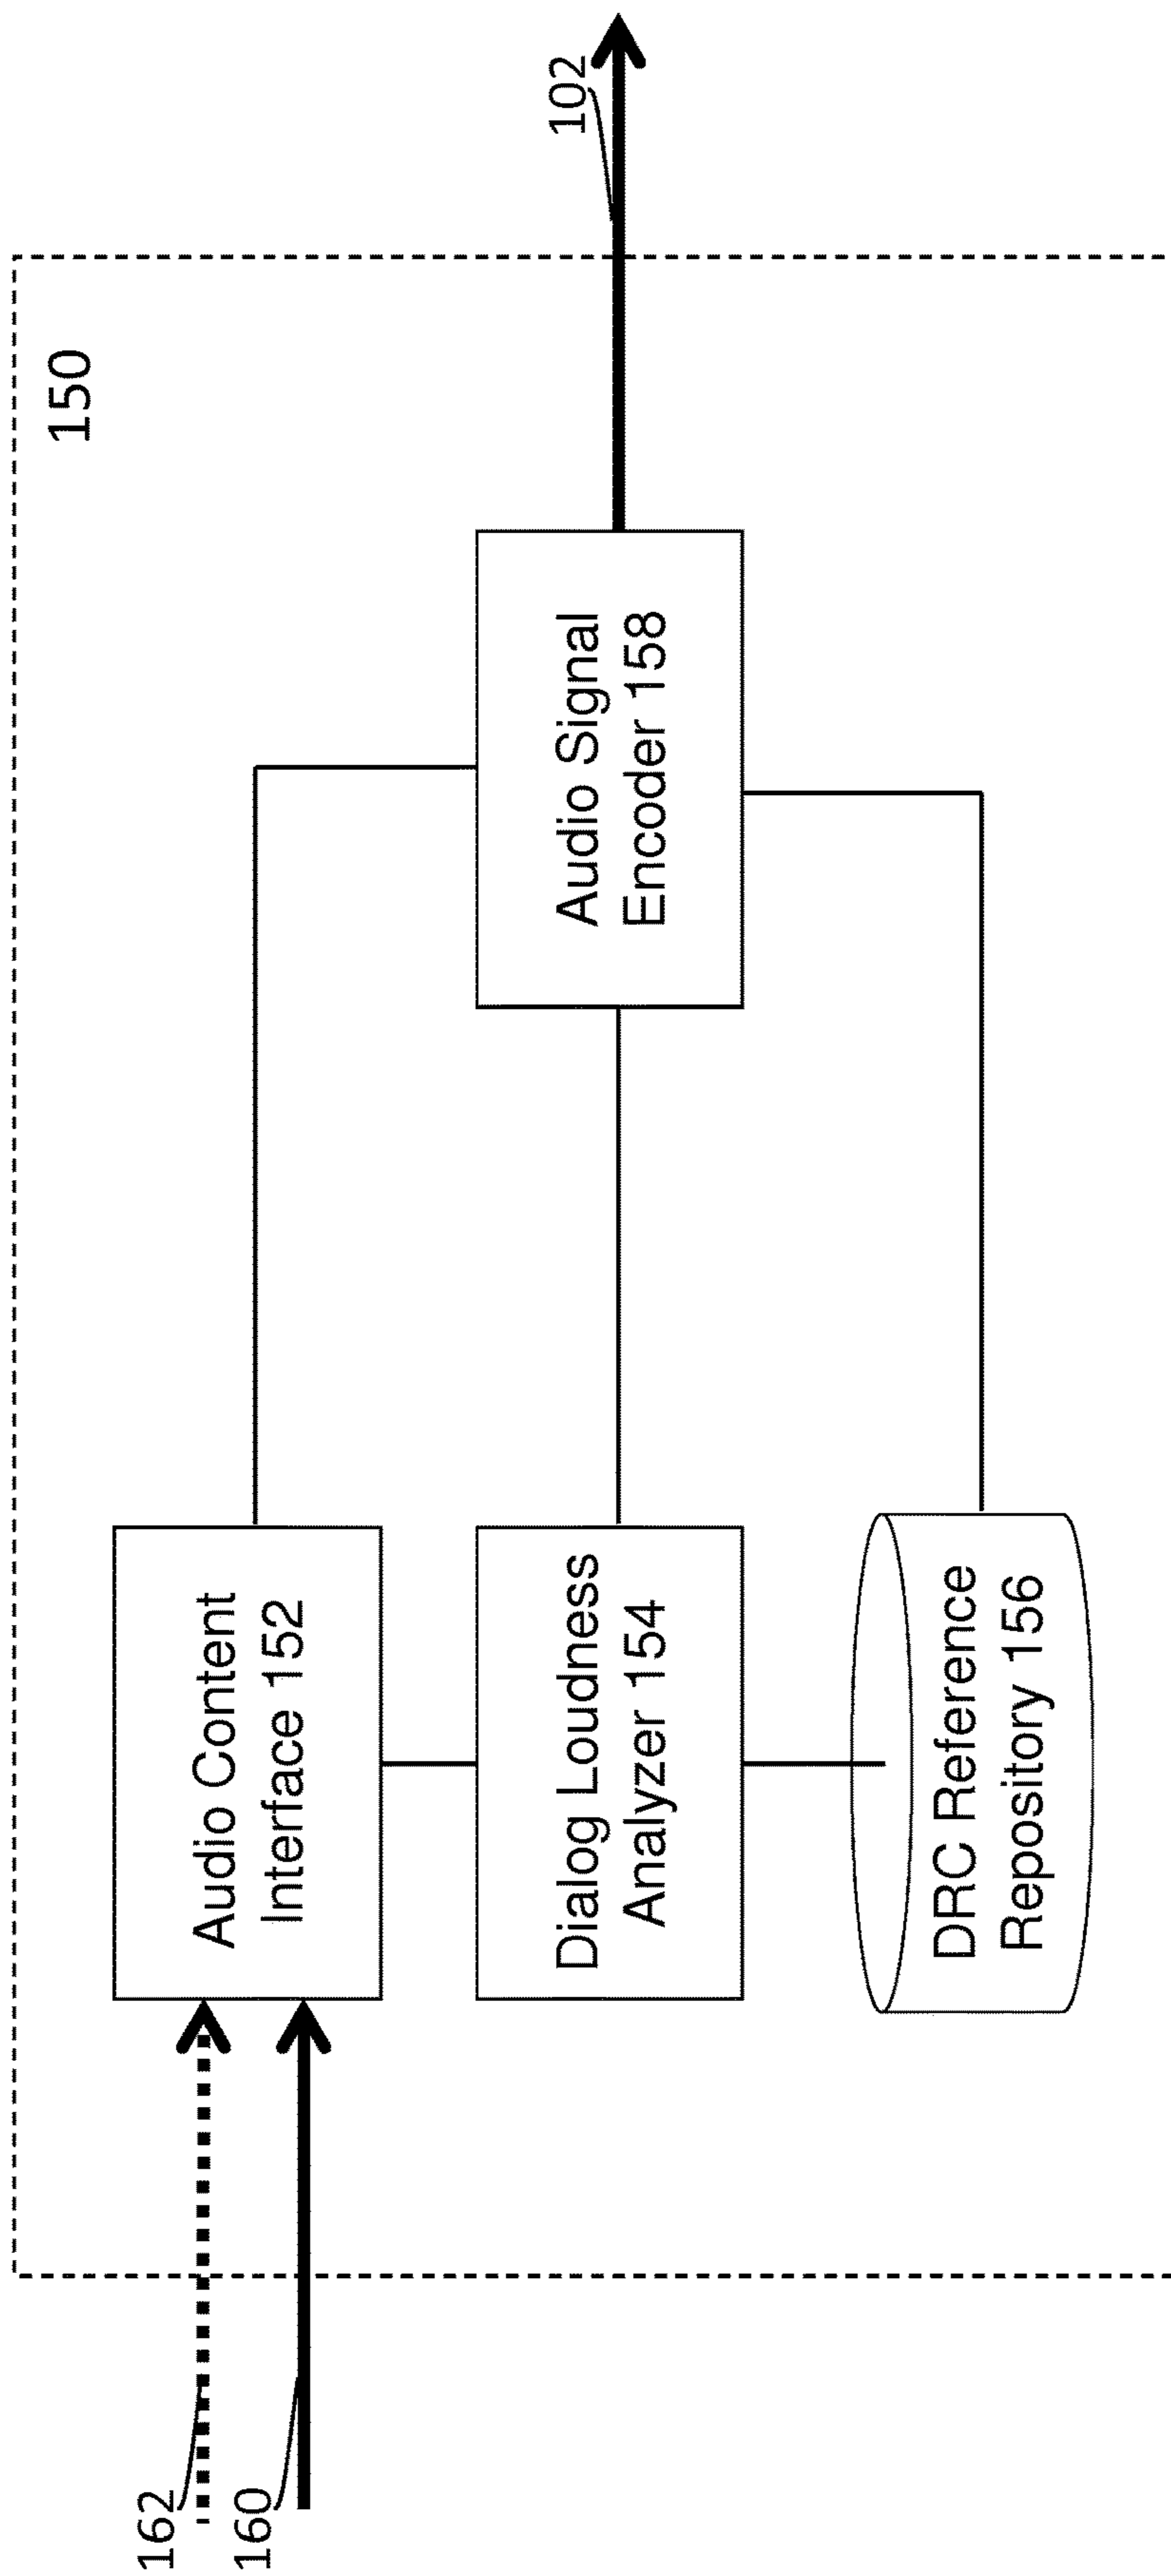 150
162
160
Audio Content
Interface 152
Dialog Loudness
Analyzer 154
DRC Reference
Repository 156
Audio Signal
Encoder 158
102